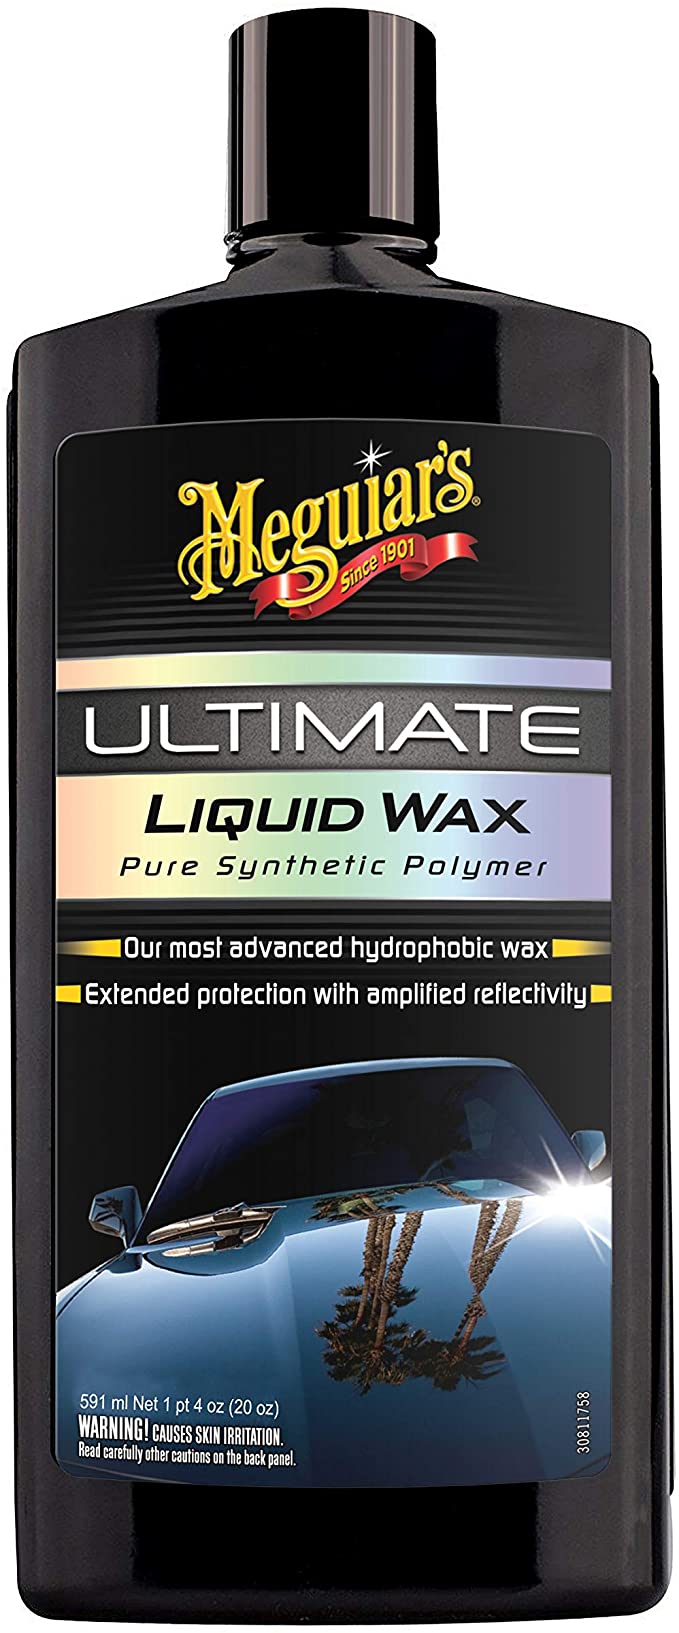 Meguiar's®
Since 1901
ULTIMATE
LIQUID WAX
Pure Synthetic Polymer
Our most advanced hydrophobic wax
Extended protection with amplified reflectivity
591 ml Net 1 pt 4 oz (20 oz)
WARNING! CAUSES SKIN IRRITATION.
Read carefully other cautions on the back panel.
30811758